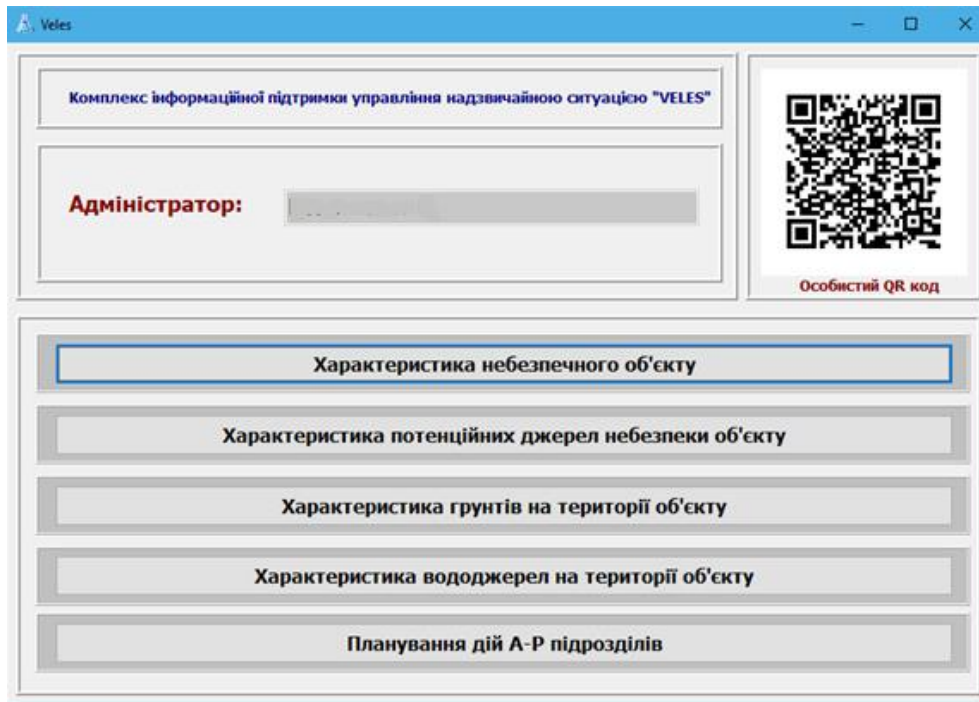 Veles
Комплекс інформаційної підтримки управління надзвичайною ситуацією "VELES"
Адміністратор:
Особистий QR код
Характеристика небезпечного об'єкту
Характеристика потенційних джерел небезпеки об'єкту
Характеристика грунтів на території об'єкту
Характеристика вододжерел на території об'єкту
Планування дій А-Р підрозділів